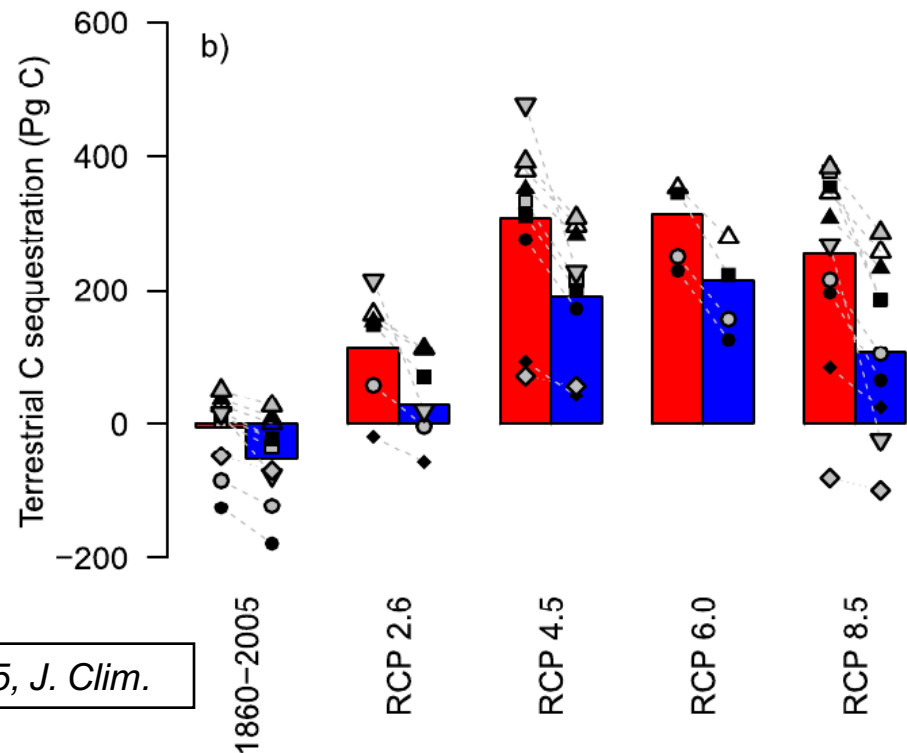 b)
Terrestrial C sequestration (Pg C)
600
400
200
0
−200
1860−2005
RCP 2.6
RCP 4.5
RCP 6.0
RCP 8.5
5, J. Clim.